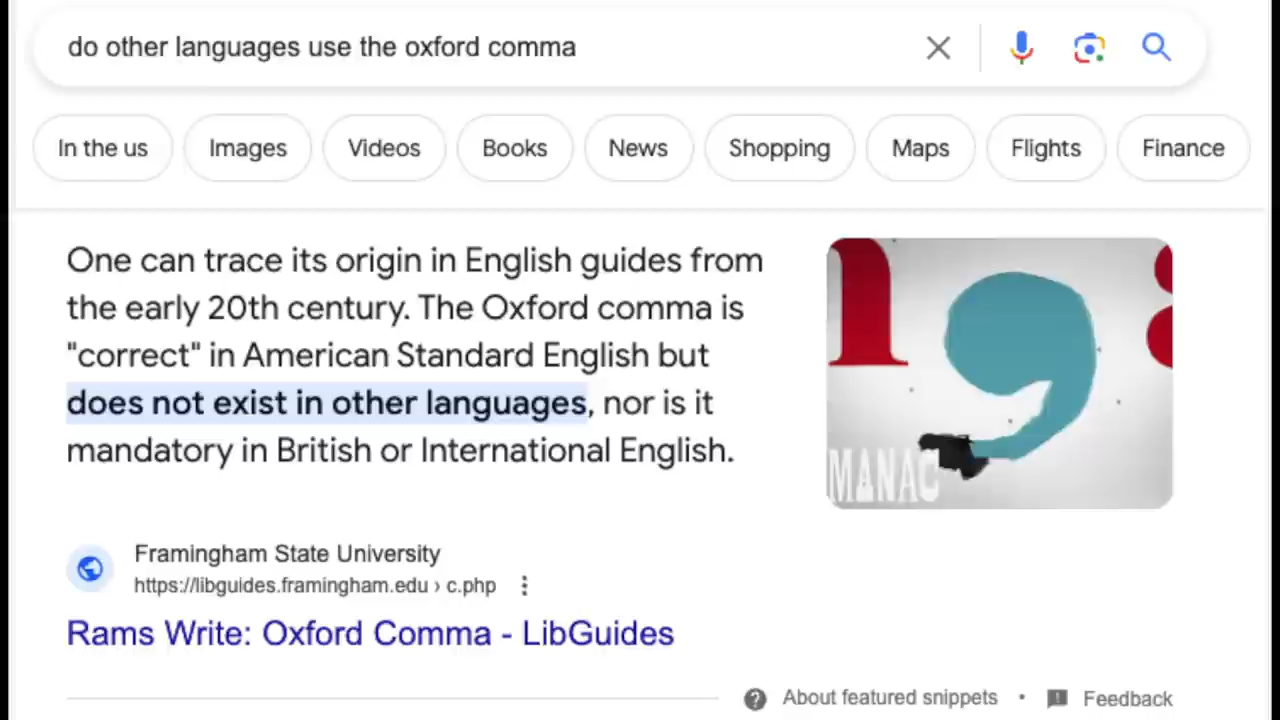 do other languages use the oxford comma
In the us Images Videos Books News Shopping Maps Flights Finance
One can trace its origin in English guides from
the early 20th century. The Oxford comma is
"correct" in American Standard English but
does not exist in other languages, nor is it
mandatory in British or International English.
MANAC
Framingham State University
https://libguides.framingham.edu › c.php
Rams Write: Oxford Comma - LibGuides
About featured snippets • Feedback